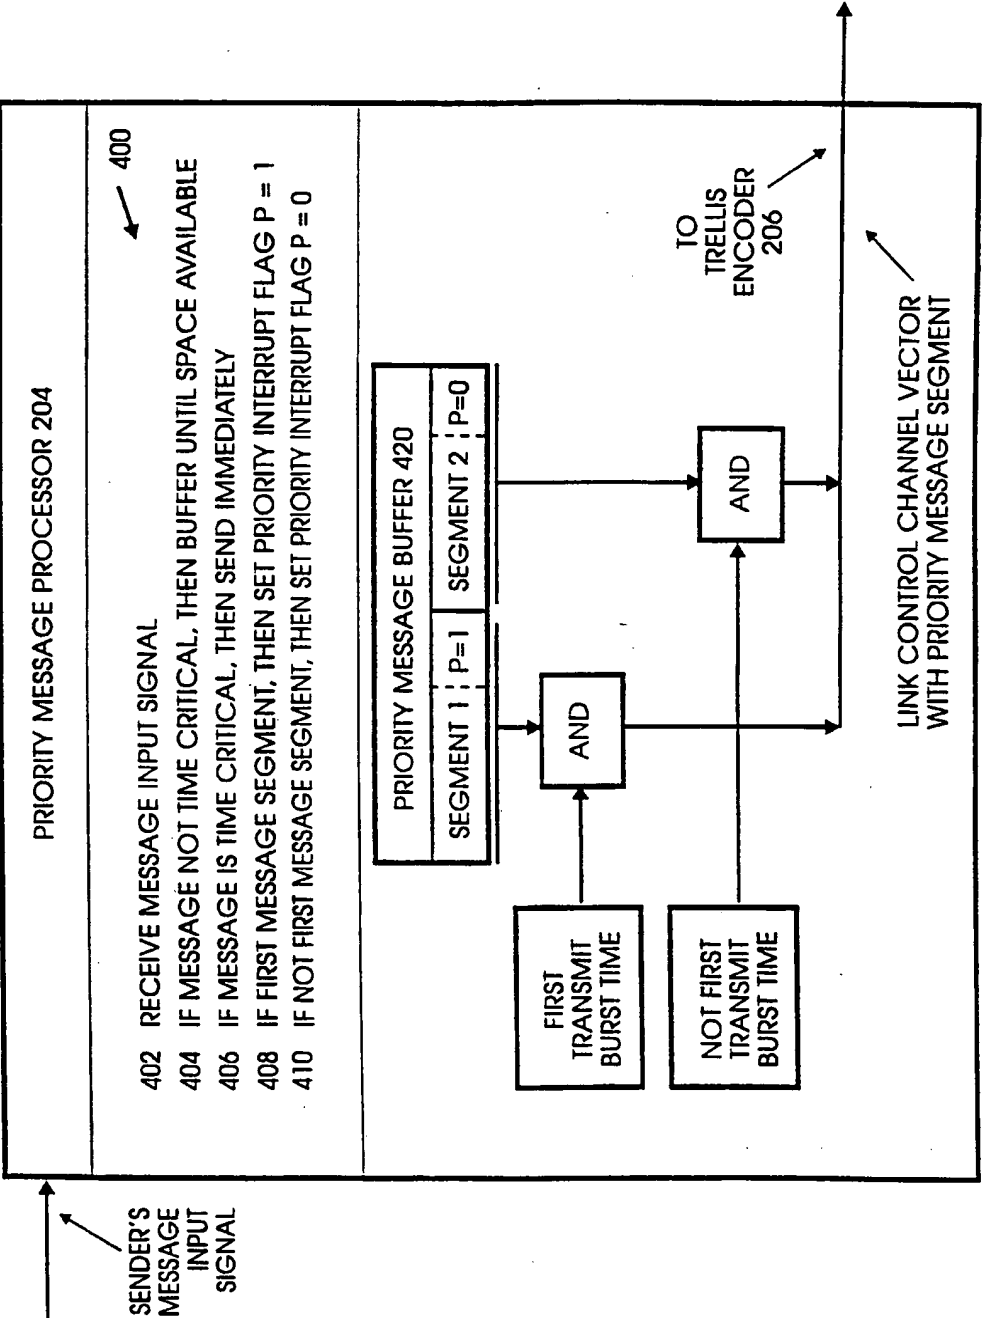 PRIORITY MESSAGE PROCESSOR 204
400
402 RECEIVE MESSAGE INPUT SIGNAL
404 IF MESSAGE NOT TIME CRITICAL, THEN BUFFER UNTIL SPACE AVAILABLE
406 IF MESSAGE IS TIME CRITICAL, THEN SEND IMMEDIATELY
408 IF FIRST MESSAGE SEGMENT, THEN SET PRIORITY INTERRUPT FLAG P = 1
410 IF NOT FIRST MESSAGE SEGMENT, THEN SET PRIORITY INTERRUPT FLAG P = 0
SENDER'S
MESSAGE
INPUT
SIGNAL
PRIORITY MESSAGE BUFFER 420
SEGMENT 1 P=1 SEGMENT 2 P=0
FIRST
TRANSMIT
BURST TIME
AND
NOT FIRST
TRANSMIT
BURST TIME
AND
TO
TRELLIS
ENCODER
206
LINK CONTROL CHANNEL VECTOR
WITH PRIORITY MESSAGE SEGMENT